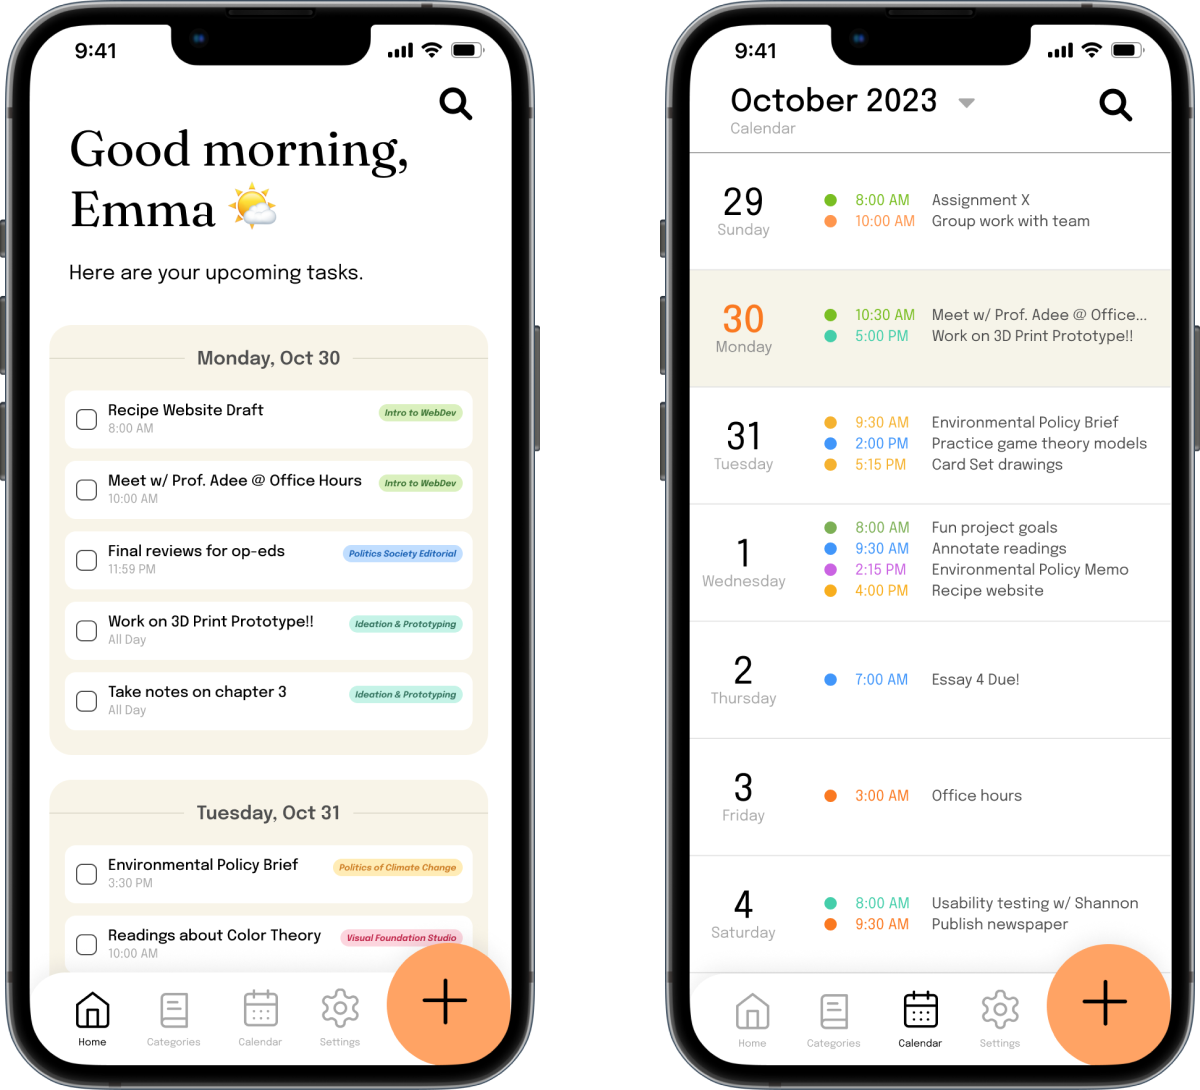 9:41
Good morning,
Emma
Here are your upcoming tasks.
Monday, Oct 30
Recipe Website Draft Intro to WebDev
8:00 AM
Meet w/ Prof. Adee @ Office Hours Intro to WebDev
10:00 AM
Final reviews for op-eds Politics Society Editorial
11:59 PM
Work on 3D Print Prototype!! Ideation & Prototyping
All Day
Take notes on chapter 3 Ideation & Prototyping
All Day
Tuesday, Oct 31
Environmental Policy Brief Politics of Climate Change
3:30 PM
Readings about Color Theory Visual Foundation Studio
10:00 AM
Home Categories Calendar Settings
9:41
October 2023
Calendar
29
Sunday
8:00 AM Assignment X
10:00 AM Group work with team
30
Monday
10:30 AM Meet w/ Prof. Adee @ Office...
5:00 PM Work on 3D Print Prototype!!
31
Tuesday
9:30 AM Environmental Policy Brief
2:00 PM Practice game theory models
5:15 PM Card Set drawings
1
Wednesday
8:00 AM Fun project goals
9:30 AM Annotate readings
2:15 PM Environmental Policy Memo
4:00 PM Recipe website
2
Thursday
7:00 AM Essay 4 Due!
3
Friday
3:00 AM Office hours
4
Saturday
8:00 AM Usability testing w/ Shannon
9:30 AM Publish newspaper
Home Categories Calendar Settings